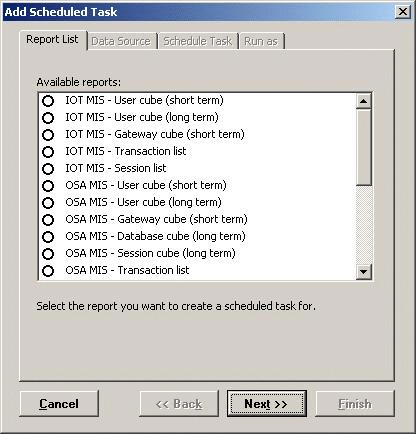 Add Scheduled Task
Report List Data Source Schedule Task Run as
Available reports:
IOT MIS - User cube (short term)
IOT MIS - User cube (long term)
IOT MIS - Gateway cube (short term)
IOT MIS - Transaction list
IOT MIS - Session list
OSA MIS - User cube (short term)
OSA MIS - User cube (long term)
OSA MIS - Gateway cube (short term)
OSA MIS - Database cube (long term)
OSA MIS - Session cube (long term)
OSA MIS - Transaction list
Select the report you want to create a scheduled task for.
Cancel << Back Next >> Finish